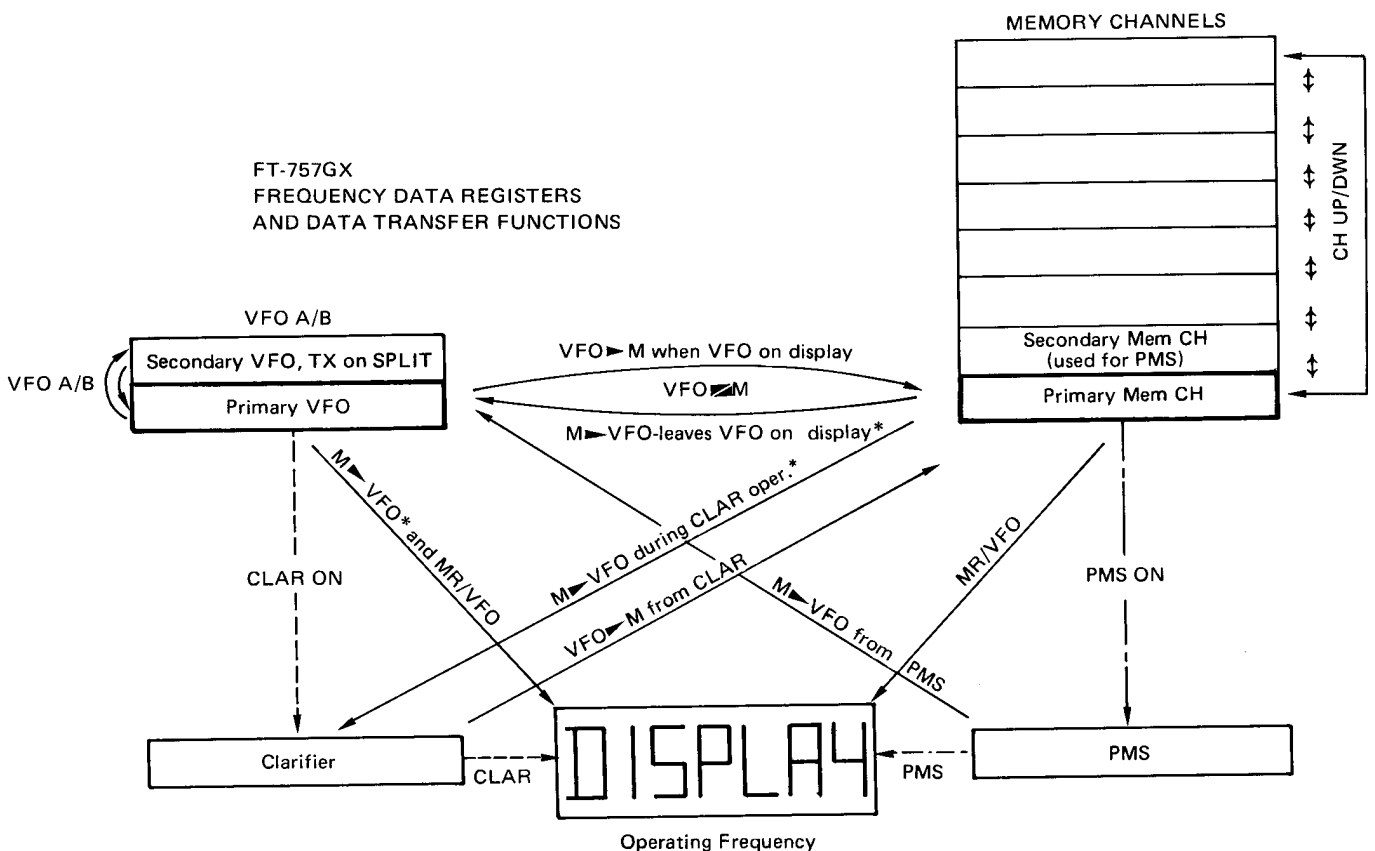 MEMORY CHANNELS
FT-757GX
FREQUENCY DATA REGISTERS
AND DATA TRANSFER FUNCTIONS
CH UP/DWN
VFO A/B
Secondary VFO, TX on SPLIT
VFO A/B
Primary VFO
VFO►M when VFO on display
VFO M
M►VFO-leaves VFO on display*
Secondary Mem CH
(used for PMS)
Primary Mem CH
CLAR ON
M►VFO* and MR/VFO
M►VFO during CLAR oper.*
VFO►M from CLAR
M►VFO from PMS
MR/VFO
PMS ON
Clarifier
CLAR
DISPLAY
PMS
PMS
Operating Frequency